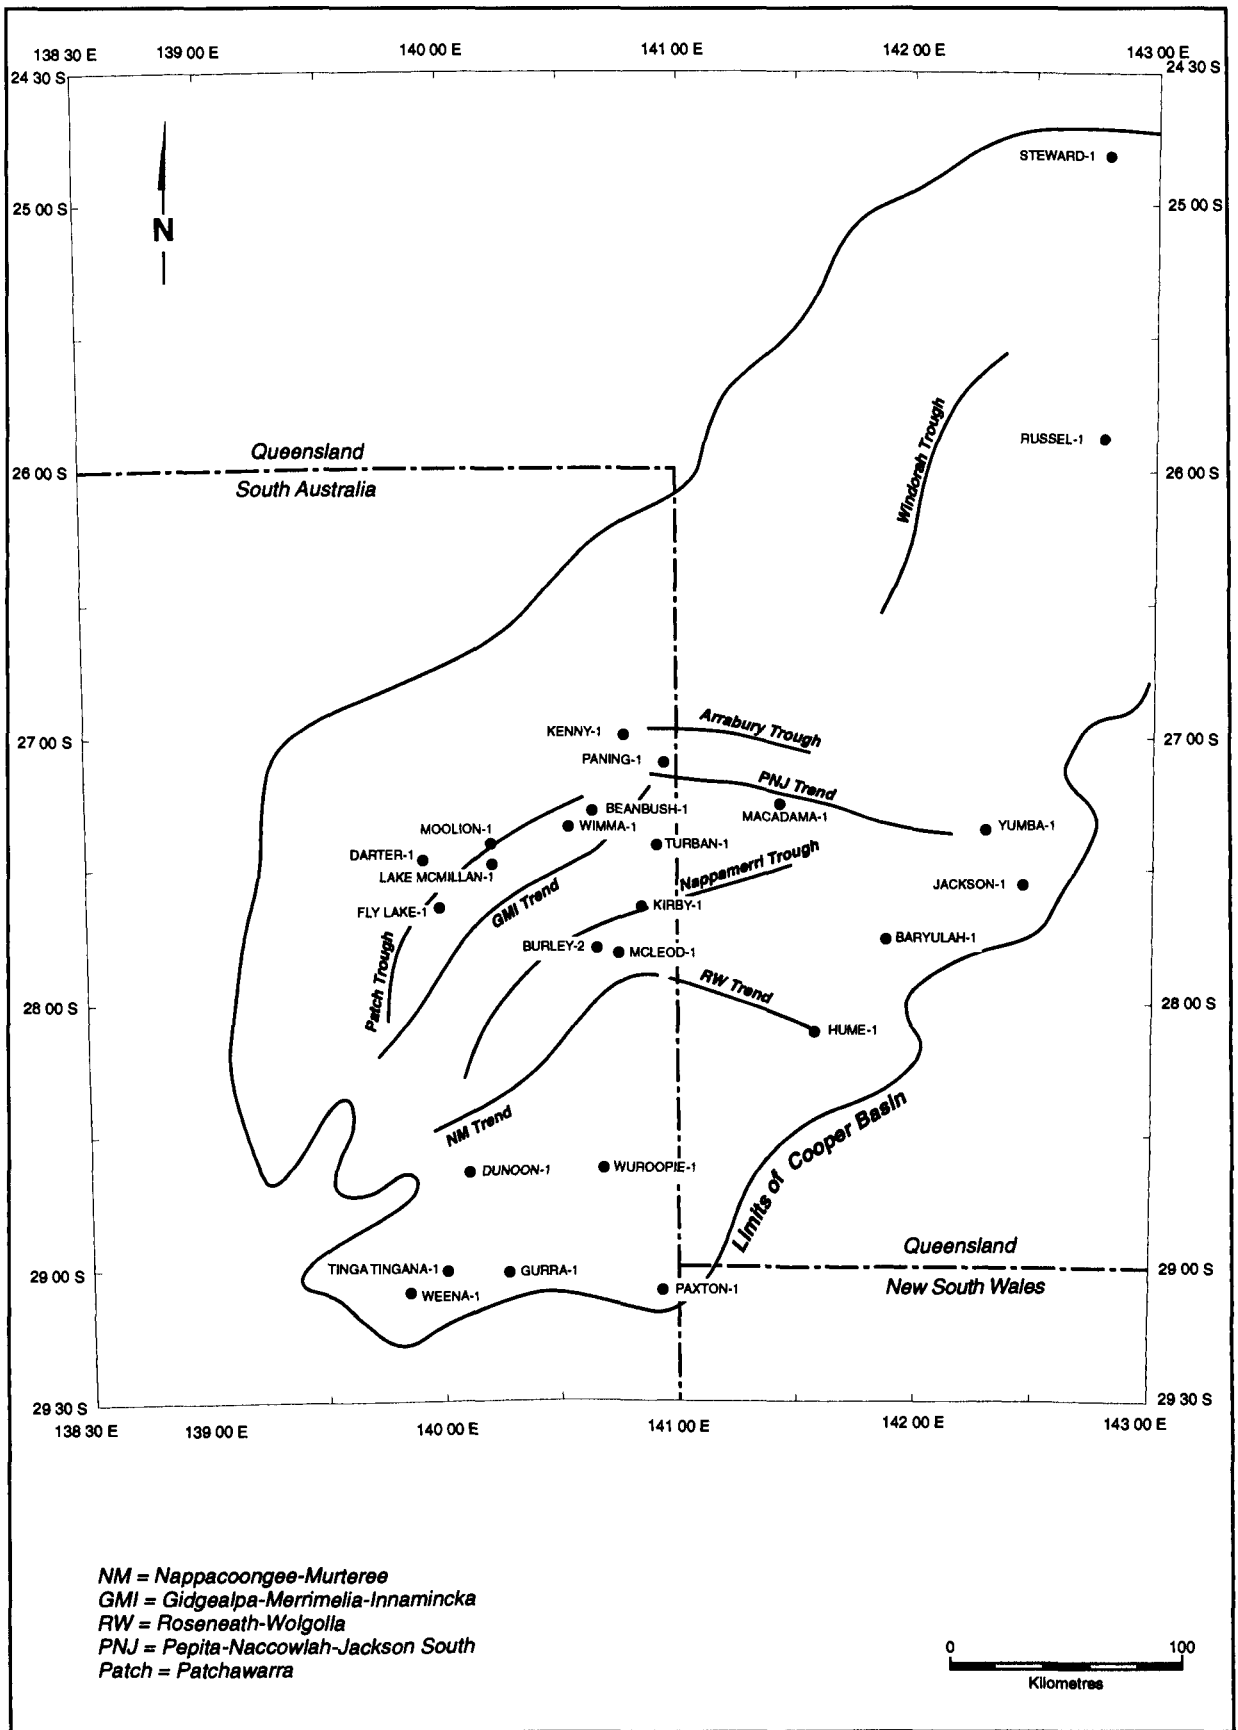 138 30 E
139 00 E
140 00 E
141 00 E
142 00 E
143 00 E
24 30 S
24 30 S
STEWARD-1
25 00 S
25 00 S
N
Windorah Trough
RUSSEL-1
Queensland
26 00 S
26 00 S
South Australia
KENNY-1
Arrabury Trough
27 00 S
27 00 S
PANING-1
PNJ Trend
BEANBUSH-1
MACADAMA-1
MOOLION-1
WIMMA-1
YUMBA-1
DARTER-1
TURBAN-1
LAKE MCMILLAN-1
Nappamerri Trough
JACKSON-1
GMI Trend
FLY LAKE-1
KIRBY-1
BURLEY-2
MCLEOD-1
BARYULAH-1
Patch Trough
RW Trend
28 00 S
28 00 S
HUME-1
NM Trend
Limits of Cooper Basin
DUNOON-1
WUROOPIE-1
Queensland
TINGA TINGANA-1
GURRA-1
29 00 S
29 00 S
WEENA-1
PAXTON-1
New South Wales
29 30 S
29 30 S
138 30 E
139 00 E
140 00 E
141 00 E
142 00 E
143 00 E
NM = Nappacoongee-Murteree
GMI = Gidgealpa-Merrimelia-Innamincka
RW = Roseneath-Wolgolla
PNJ = Pepita-Naccowlah-Jackson South
Patch = Patchawarra
0 100
Kilometres